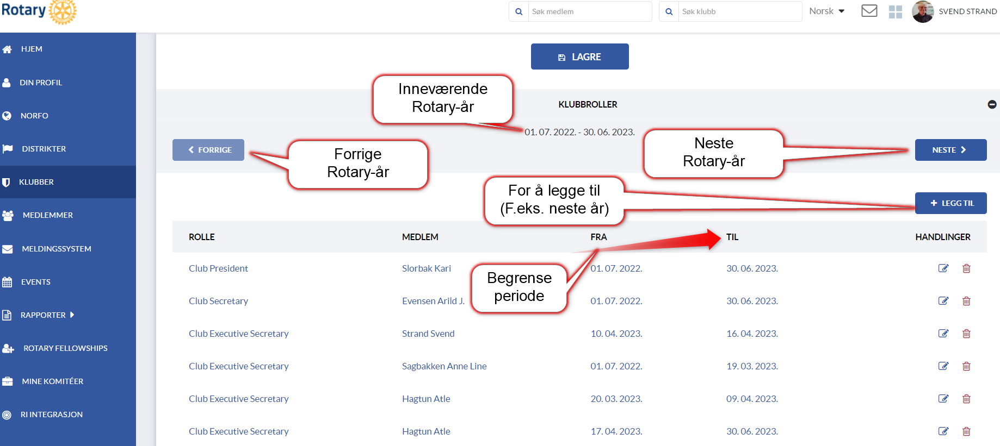 Rotary
Søk medlem
Søk klubb
Norsk
SVEND STRAND
HJEM
DIN PROFIL
NORFO
DISTRIKTER
KLUBBER
MEDLEMMER
MELDINGSSYSTEM
EVENTS
RAPPORTER
ROTARY FELLOWSHIPS
MINE KOMITÉER
RI INTEGRASJON
LAGRE
Inneværende
Rotary-år
KLUBBROLLER
01. 07. 2022. - 30. 06. 2023.
FORRIGE
Forrige
Rotary-år
Neste
Rotary-år
NESTE
For å legge til
(F.eks. neste år)
LEGG TIL
ROLLE MEDLEM FRA TIL HANDLINGER
Begrense
periode
Club President Slorbak Kari 01. 07. 2022. 30. 06. 2023.
Club Secretary Evensen Arild J. 01. 07. 2022. 30. 06. 2023.
Club Executive Secretary Strand Svend 10. 04. 2023. 16. 04. 2023.
Club Executive Secretary Sagbakken Anne Line 01. 07. 2022. 19. 03. 2023.
Club Executive Secretary Hagtun Atle 20. 03. 2023. 09. 04. 2023.
Club Executive Secretary Hagtun Atle 17. 04. 2023. 30. 06. 2023.